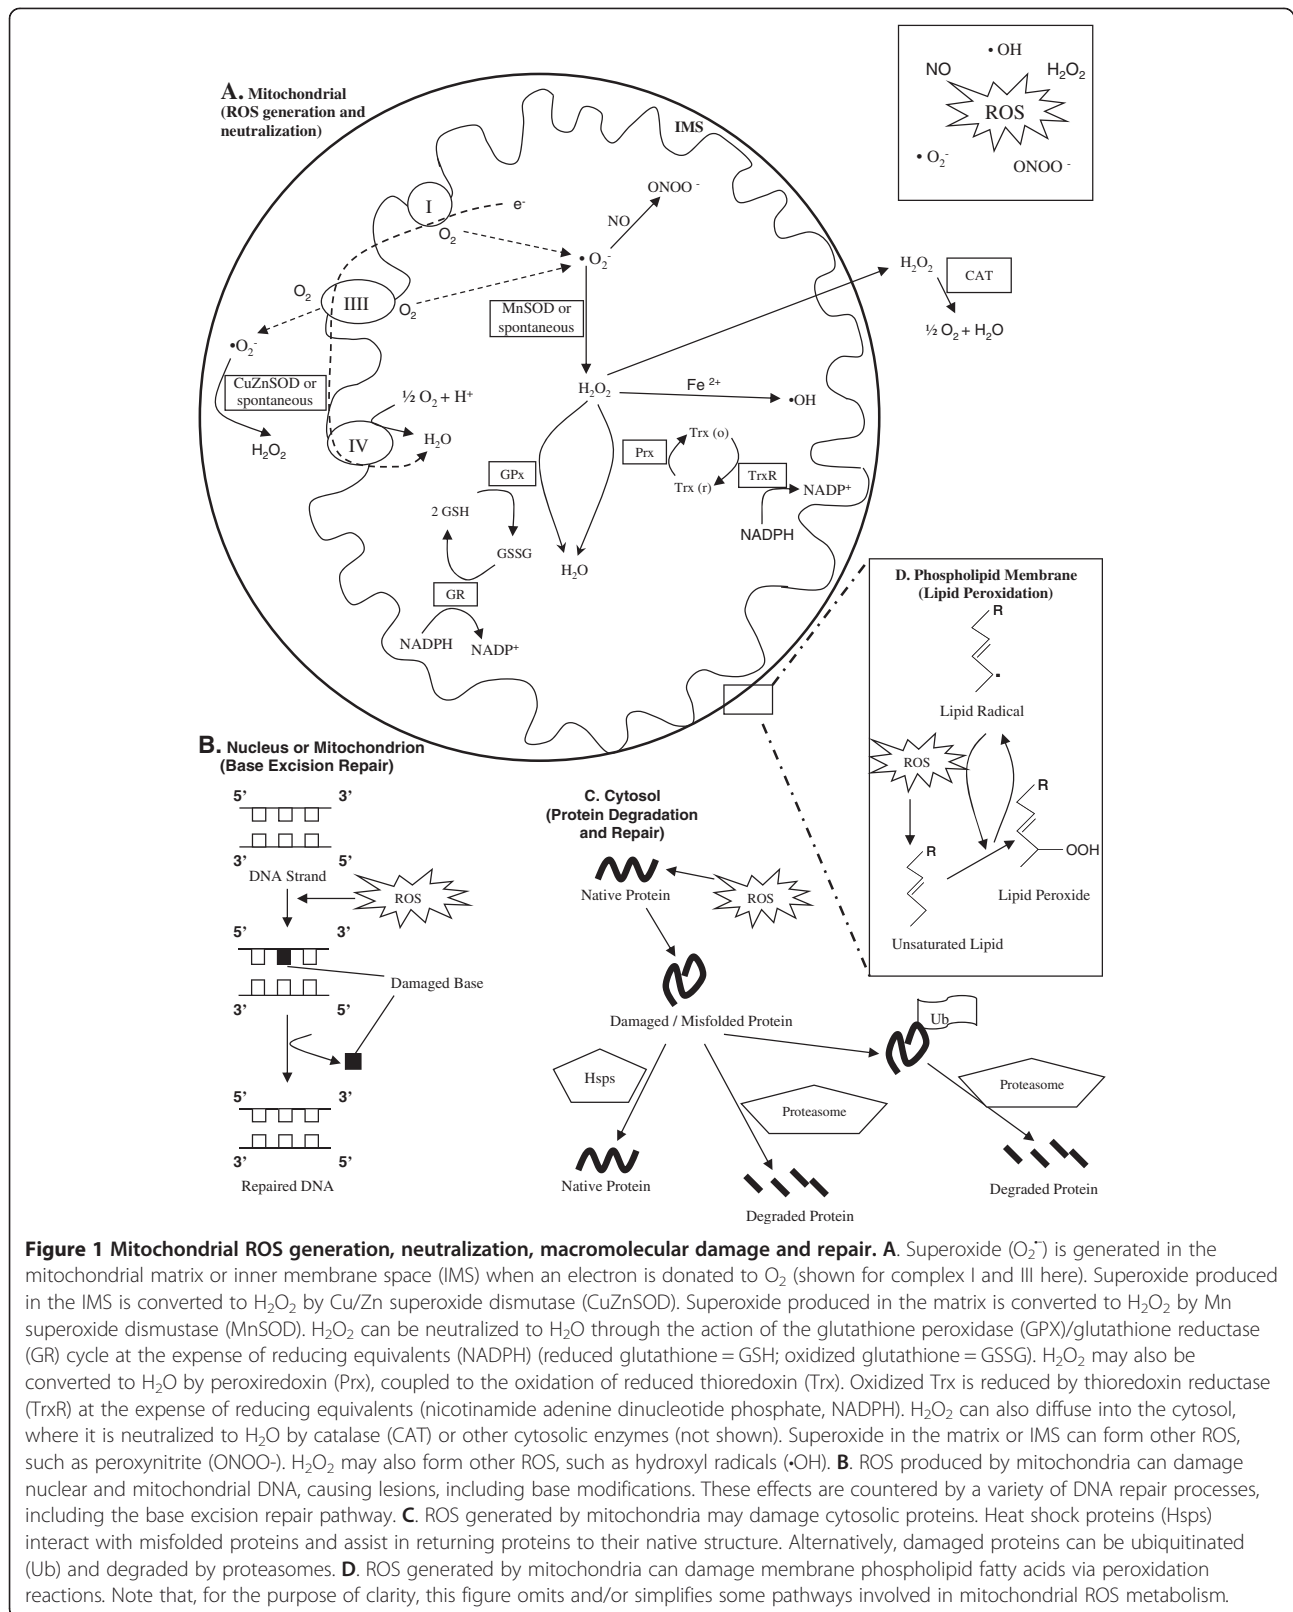 A. Mitochondrial
(ROS generation and
neutralization)
IMS
I
e-
O₂
ONOO -
NO
• O₂-
O₂
IIII
O₂
•O₂-
MnSOD or
spontaneous
CuZnSOD or
spontaneous
H₂O₂
½ O₂ + H⁺
IV
H₂O
H₂O₂
Fe 2+
•OH
GPx
2 GSH
GSSG
GR
NADPH
NADP⁺
H₂O
Prx
Trx (o)
Trx (r)
TrxR
NADP⁺
NADPH
• OH
NO
H₂O₂
ROS
• O₂-
ONOO -
H₂O₂
CAT
½ O₂ + H₂O
D. Phospholipid Membrane
(Lipid Peroxidation)
R
Lipid Radical
ROS
R
OOH
R
Lipid Peroxide
Unsaturated Lipid
B. Nucleus or Mitochondrion
(Base Excision Repair)
5’ 3’
3’ 5’
DNA Strand
ROS
5’ 3’
Damaged Base
3’ 5’
5’ 3’
3’ 5’
Repaired DNA
C. Cytosol
(Protein Degradation
and Repair)
Native Protein
ROS
Damaged / Misfolded Protein
Ub
Hsps
Proteasome
Proteasome
Native Protein
Degraded Protein
Degraded Protein
Figure 1 Mitochondrial ROS generation, neutralization, macromolecular damage and repair. A. Superoxide (O₂•-) is generated in the
mitochondrial matrix or inner membrane space (IMS) when an electron is donated to O₂ (shown for complex I and III here). Superoxide produced
in the IMS is converted to H₂O₂ by Cu/Zn superoxide dismutase (CuZnSOD). Superoxide produced in the matrix is converted to H₂O₂ by Mn
superoxide dismustase (MnSOD). H₂O₂ can be neutralized to H₂O through the action of the glutathione peroxidase (GPX)/glutathione reductase
(GR) cycle at the expense of reducing equivalents (NADPH) (reduced glutathione = GSH; oxidized glutathione = GSSG). H₂O₂ may also be
converted to H₂O by peroxiredoxin (Prx), coupled to the oxidation of reduced thioredoxin (Trx). Oxidized Trx is reduced by thioredoxin reductase
(TrxR) at the expense of reducing equivalents (nicotinamide adenine dinucleotide phosphate, NADPH). H₂O₂ can also diffuse into the cytosol,
where it is neutralized to H₂O by catalase (CAT) or other cytosolic enzymes (not shown). Superoxide in the matrix or IMS can form other ROS,
such as peroxynitrite (ONOO-). H₂O₂ may also form other ROS, such as hydroxyl radicals (•OH). B. ROS produced by mitochondria can damage
nuclear and mitochondrial DNA, causing lesions, including base modifications. These effects are countered by a variety of DNA repair processes,
including the base excision repair pathway. C. ROS generated by mitochondria may damage cytosolic proteins. Heat shock proteins (Hsps)
interact with misfolded proteins and assist in returning proteins to their native structure. Alternatively, damaged proteins can be ubiquitinated
(Ub) and degraded by proteasomes. D. ROS generated by mitochondria can damage membrane phospholipid fatty acids via peroxidation
reactions. Note that, for the purpose of clarity, this figure omits and/or simplifies some pathways involved in mitochondrial ROS metabolism.